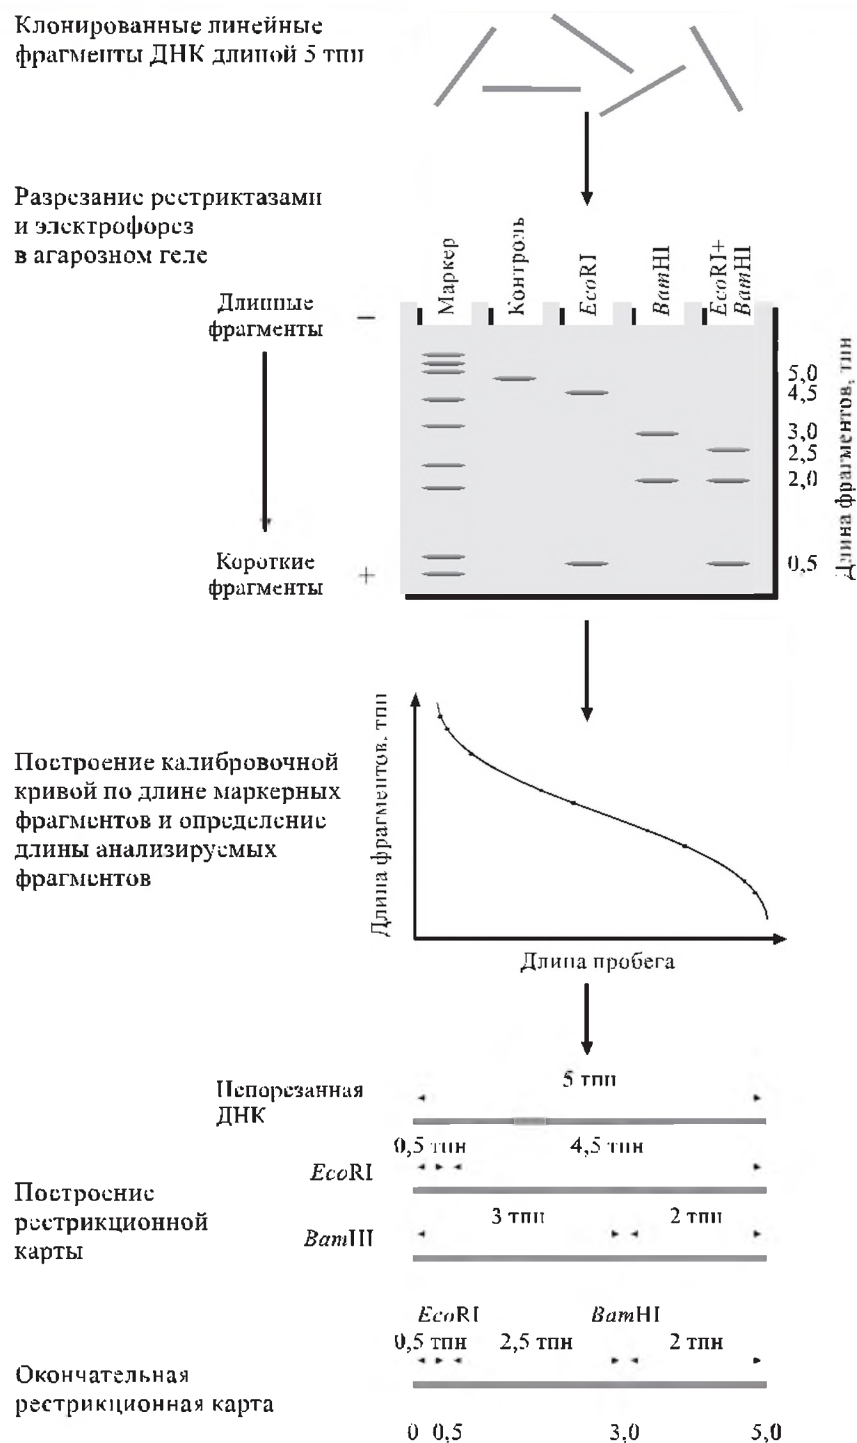 Клонированные линейные
фрагменты ДНК длиной 5 тпн
Разрезание рестриктазами
и электрофорез
в агарозном геле
Маркер
Контроль
EcoRI
BamHI
EcoRI+
BamHI
Длинные
фрагменты
−
Короткие
фрагменты
+
5,0
4,5
3,0
2,5
2,0
0,5
Длина фрагментов, тпн
Построение калибровочной
кривой по длине маркерных
фрагментов и определение
длины анализируемых
фрагментов
Длина фрагментов, тпн
Длина пробега
Построение
рестрикционной
карты
Непорезанная
ДНК
5 тпн
EcoRI
0,5 тпн 4,5 тпн
BamHI
3 тпн 2 тпн
Окончательная
рестрикционная карта
EcoRI BamHI
0,5 тпн 2,5 тпн 2 тпн
0 0,5 3,0 5,0